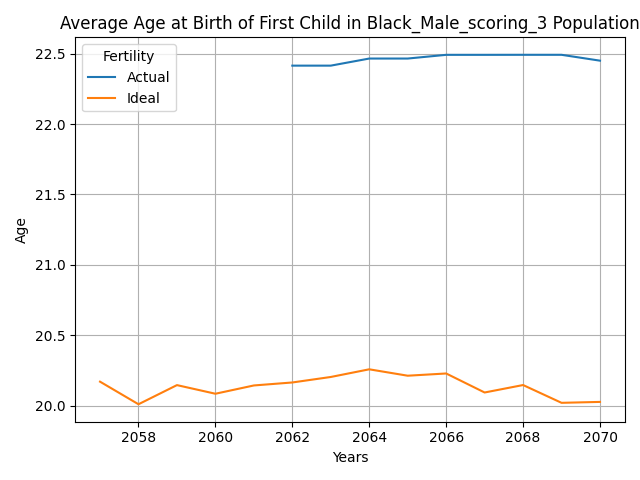 Average Age at Birth of First Child in Black_Male_scoring_3 Population
Fertility
Actual
Ideal
22.5
22.0
21.5
21.0
20.5
20.0
Age
2058 2060 2062 2064 2066 2068 2070
Years